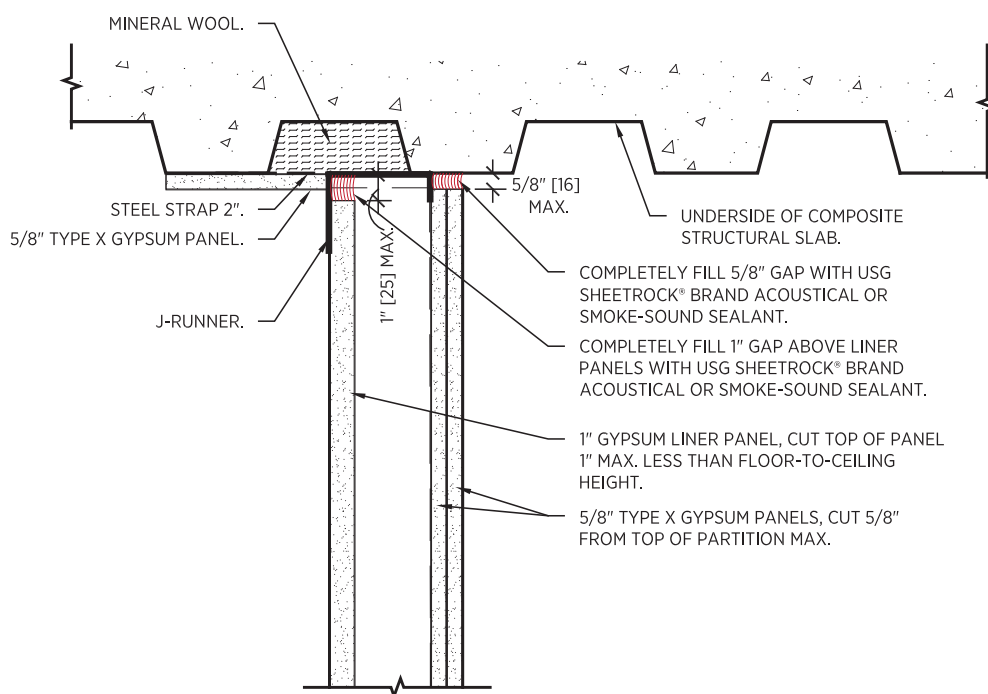 MINERAL WOOL.
STEEL STRAP 2".
5/8" TYPE X GYPSUM PANEL.
J-RUNNER.
1" [25] MAX.
5/8" [16]
MAX.
UNDERSIDE OF COMPOSITE
STRUCTURAL SLAB.
COMPLETELY FILL 5/8" GAP WITH USG
SHEETROCK® BRAND ACOUSTICAL OR
SMOKE-SOUND SEALANT.
COMPLETELY FILL 1" GAP ABOVE LINER
PANELS WITH USG SHEETROCK® BRAND
ACOUSTICAL OR SMOKE-SOUND SEALANT.
1" GYPSUM LINER PANEL, CUT TOP OF PANEL
1" MAX. LESS THAN FLOOR-TO-CEILING
HEIGHT.
5/8" TYPE X GYPSUM PANELS, CUT 5/8"
FROM TOP OF PARTITION MAX.